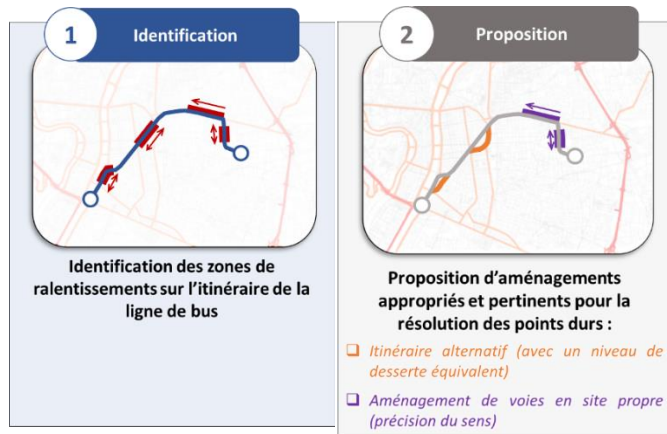 1
Identification
Identification des zones de
ralentissements sur l'itinéraire de la
ligne de bus
2
Proposition
Proposition d'aménagements
appropriés et pertinents pour la
résolution des points durs :
❑ Itinéraire alternatif (avec un niveau de
desserte équivalent)
❑ Aménagement de voies en site propre
(précision du sens)